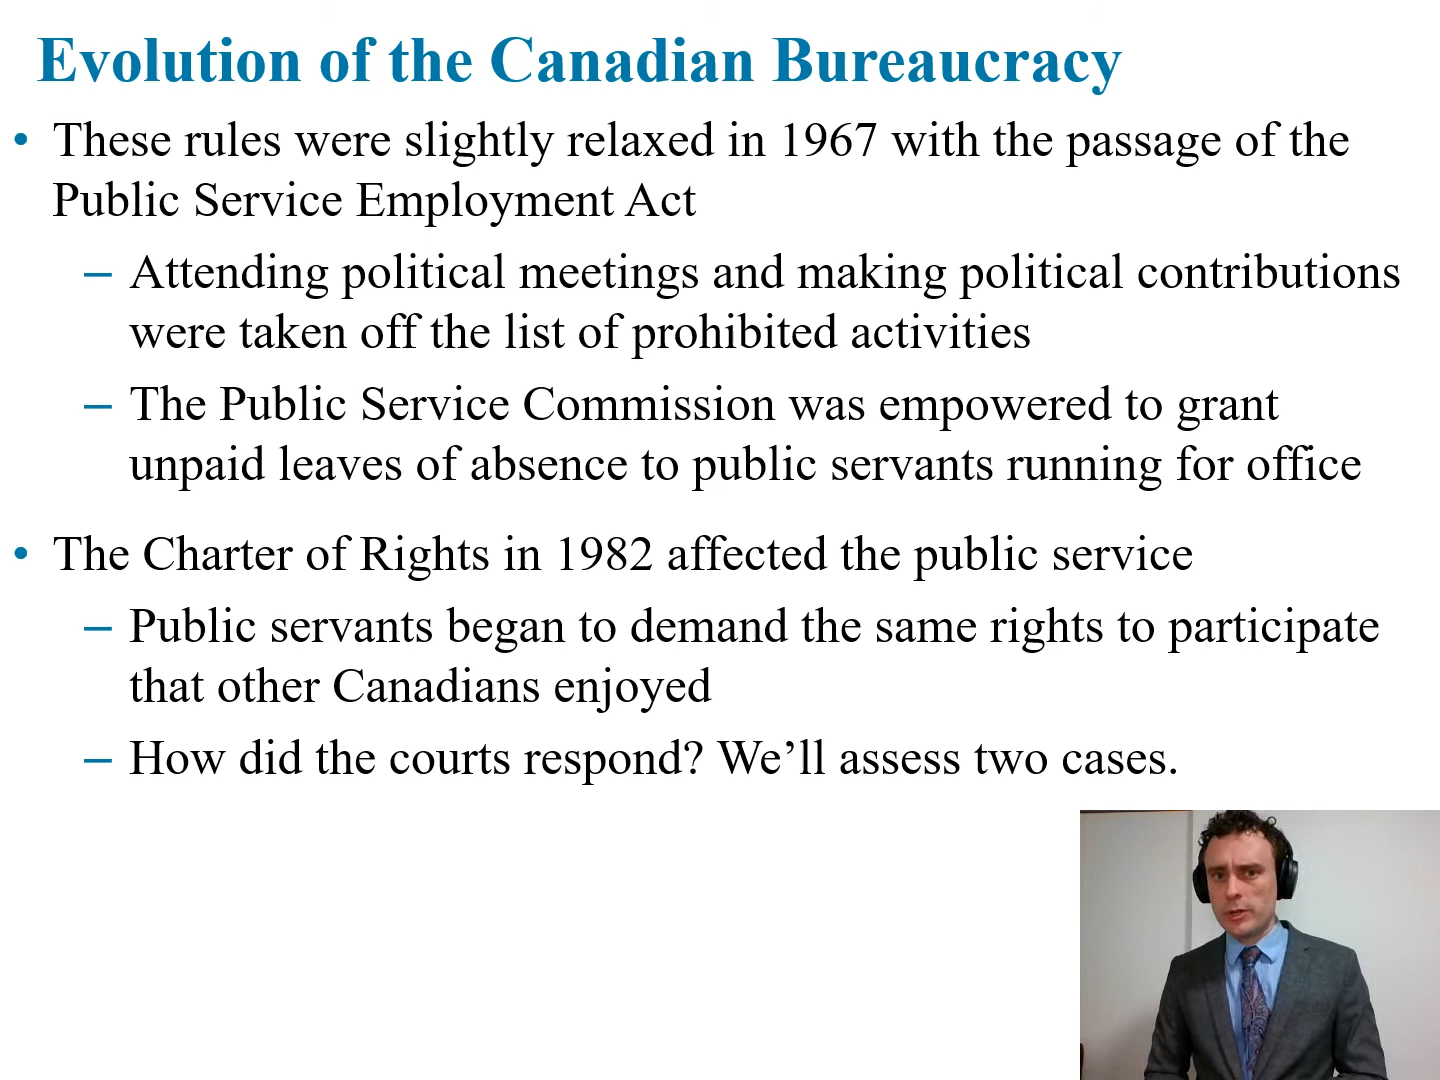 Evolution of the Canadian Bureaucracy
• These rules were slightly relaxed in 1967 with the passage of the
Public Service Employment Act
– Attending political meetings and making political contributions
were taken off the list of prohibited activities
– The Public Service Commission was empowered to grant
unpaid leaves of absence to public servants running for office
• The Charter of Rights in 1982 affected the public service
– Public servants began to demand the same rights to participate
that other Canadians enjoyed
– How did the courts respond? We’ll assess two cases.